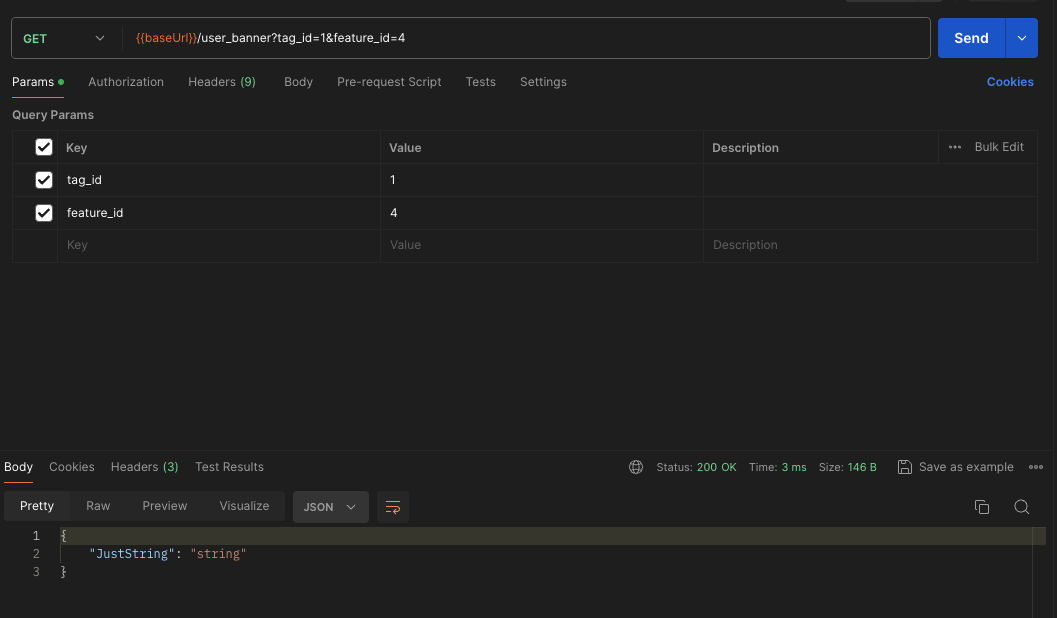 GET {{baseUrl}}/user_banner?tag_id=1&feature_id=4 Send
Params Authorization Headers (9) Body Pre-request Script Tests Settings Cookies
Query Params
Key Value Description ••• Bulk Edit
tag_id 1
feature_id 4
Key Value Description
Body Cookies Headers (3) Test Results Status: 200 OK Time: 3 ms Size: 146 B Save as example
Pretty Raw Preview Visualize JSON
1 {
2 "JustString": "string"
3 }